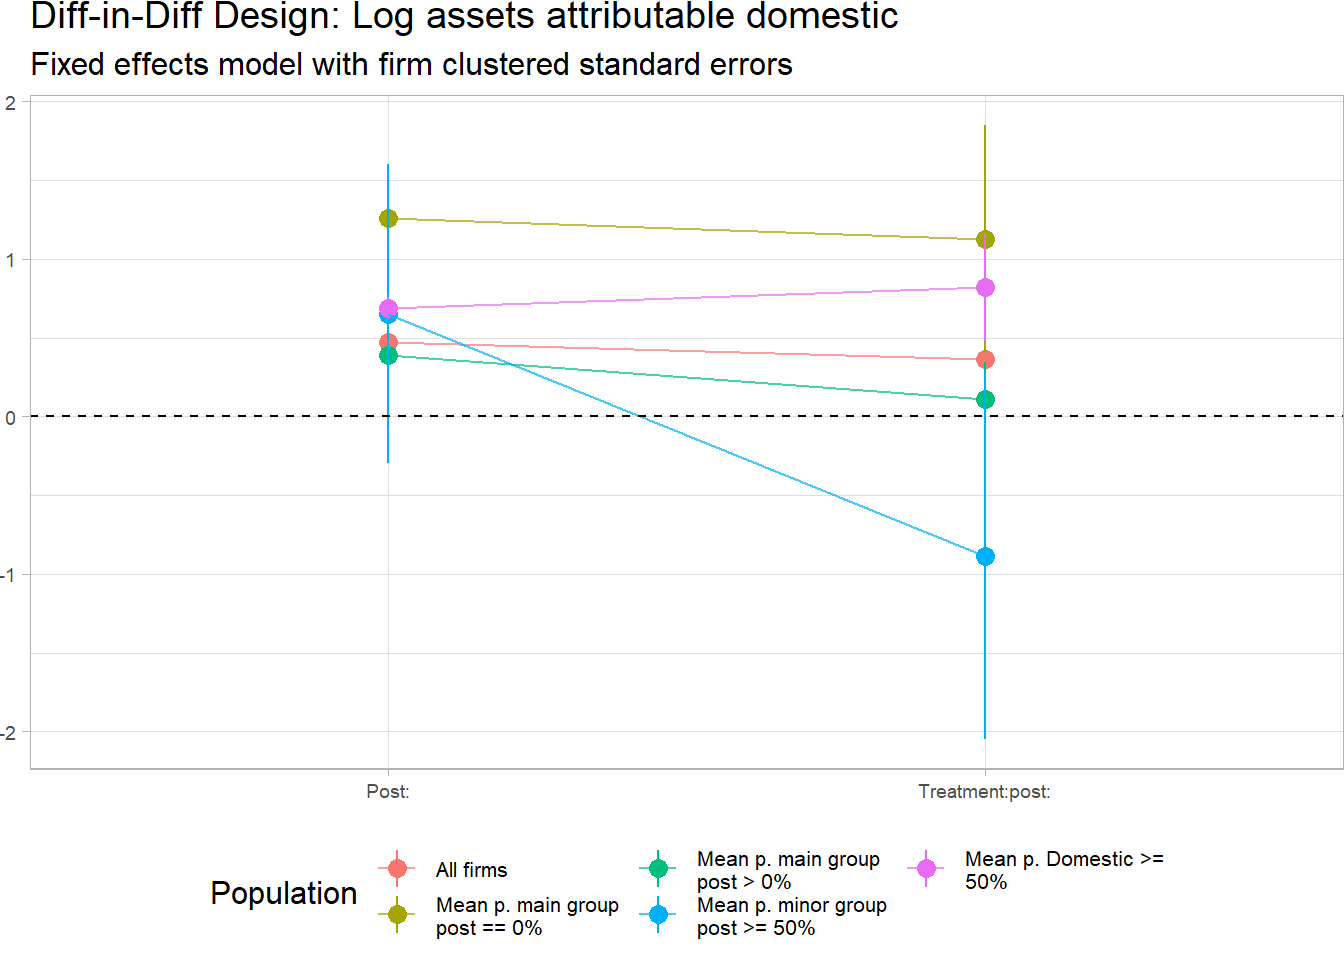 Diff-in-Diff Design: Log assets attributable domestic
Fixed effects model with firm clustered standard errors
2
1
0
-1
-2
Post:
Treatment:post:
Population
All firms
Mean p. main group
post == 0%
Mean p. main group
post > 0%
Mean p. minor group
post >= 50%
Mean p. Domestic >=
50%